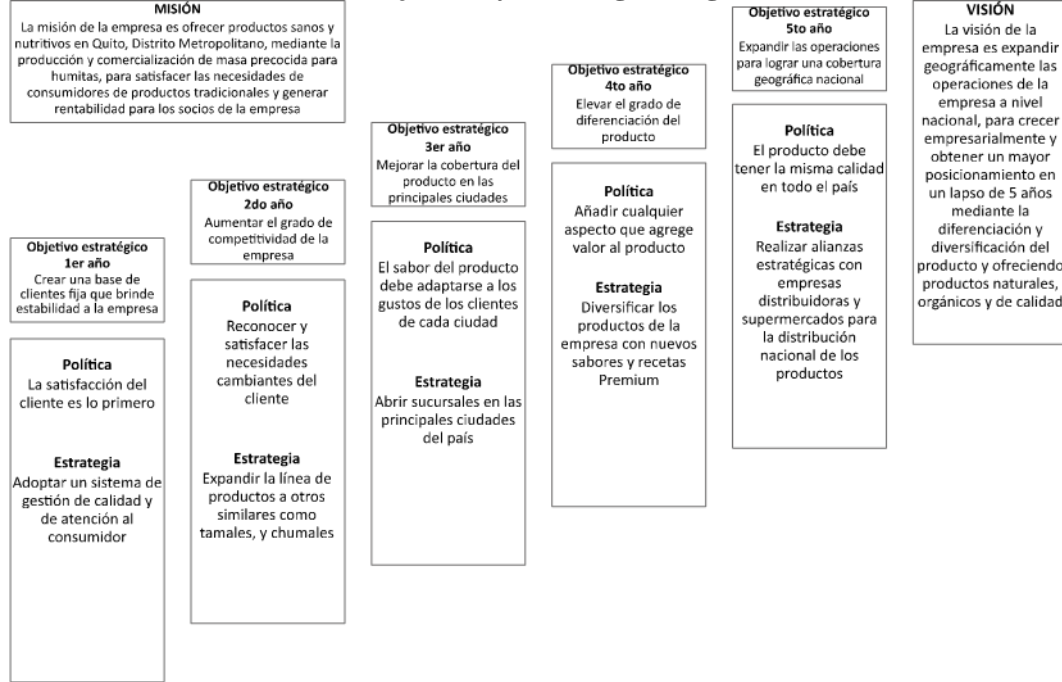 MISIÓN
La misión de la empresa es ofrecer productos sanos y
nutritivos en Quito, Distrito Metropolitano, mediante la
producción y comercialización de masa precocida para
humitas, para satisfacer las necesidades de
consumidores de productos tradicionales y generar
rentabilidad para los socios de la empresa
Objetivo estratégico
1er año
Crear una base de
clientes fija que brinde
estabilidad a la empresa
Política
La satisfacción del
cliente es lo primero
Estrategia
Adoptar un sistema de
gestión de calidad y
de atención al
consumidor
Objetivo estratégico
2do año
Aumentar el grado de
competitividad de la
empresa
Política
Reconocer y
satisfacer las
necesidades
cambiantes del
cliente
Estrategia
Expandir la línea de
productos a otros
similares como
tamales, y chumales
Objetivo estratégico
3er año
Mejorar la cobertura del
producto en las
principales ciudades
Política
El sabor del producto
debe adaptarse a los
gustos de los clientes
de cada ciudad
Estrategia
Abrir sucursales en las
principales ciudades
del país
Objetivo estratégico
4to año
Elevar el grado de
diferenciación del
producto
Política
Añadir cualquier
aspecto que agrege
valor al producto
Estrategia
Diversificar los
productos de la
empresa con nuevos
sabores y recetas
Premium
Objetivo estratégico
5to año
Expandir las operaciones
para lograr una cobertura
geográfica nacional
Política
El producto debe
tener la misma calidad
en todo el país
Estrategia
Realizar alianzas
estratégicas con
empresas
distribuidoras y
supermercados para
la distribución
nacional de los
productos
VISIÓN
La visión de la
empresa es expandir
geográficamente las
operaciones de la
empresa a nivel
nacional, para crecer
empresarialmente y
obtener un mayor
posicionamiento en
un lapso de 5 años
mediante la
diferenciación y
diversificación del
producto y ofreciendo
productos naturales,
orgánicos y de calidad